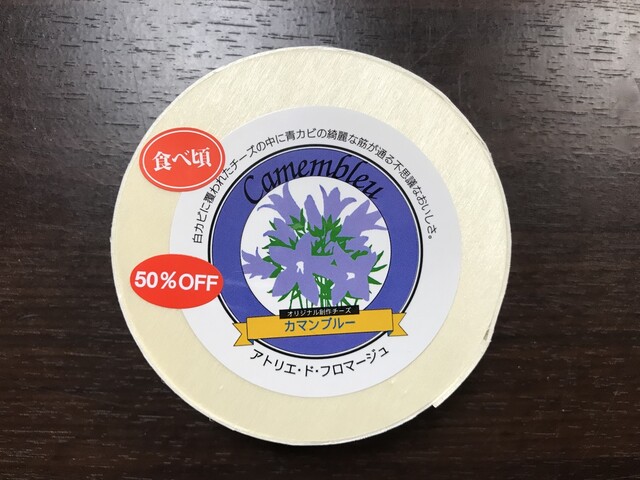 白カビに覆われたチーズの中に青カビの綺麗な筋が通る不思議なおいしさ。
Camembleu
食べ頃
50%OFF
オリジナル創作チーズ
カマンブルー
アトリエ・ド・フロマージュ